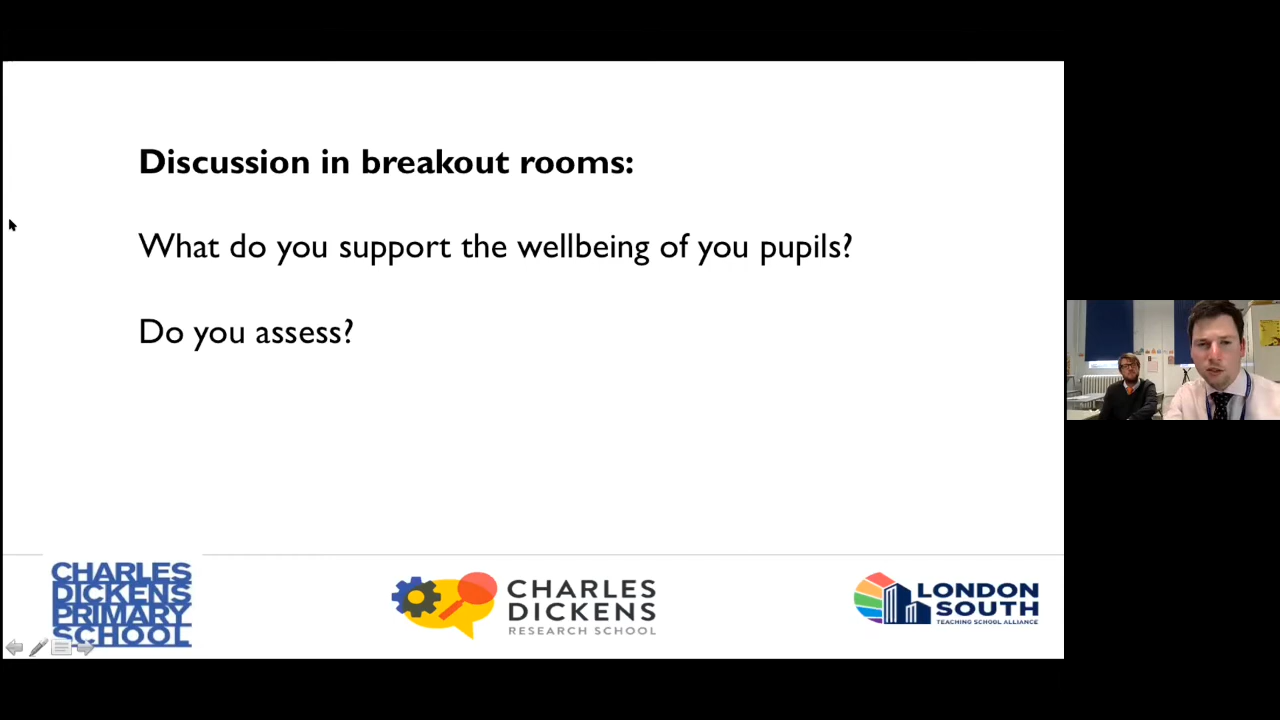 Discussion in breakout rooms:
What do you support the wellbeing of you pupils?
Do you assess?
CHARLES
DICKENS
PRIMARY
SCHOOL
CHARLES
DICKENS
RESEARCH SCHOOL
LONDON
SOUTH
TEACHING SCHOOL ALLIANCE